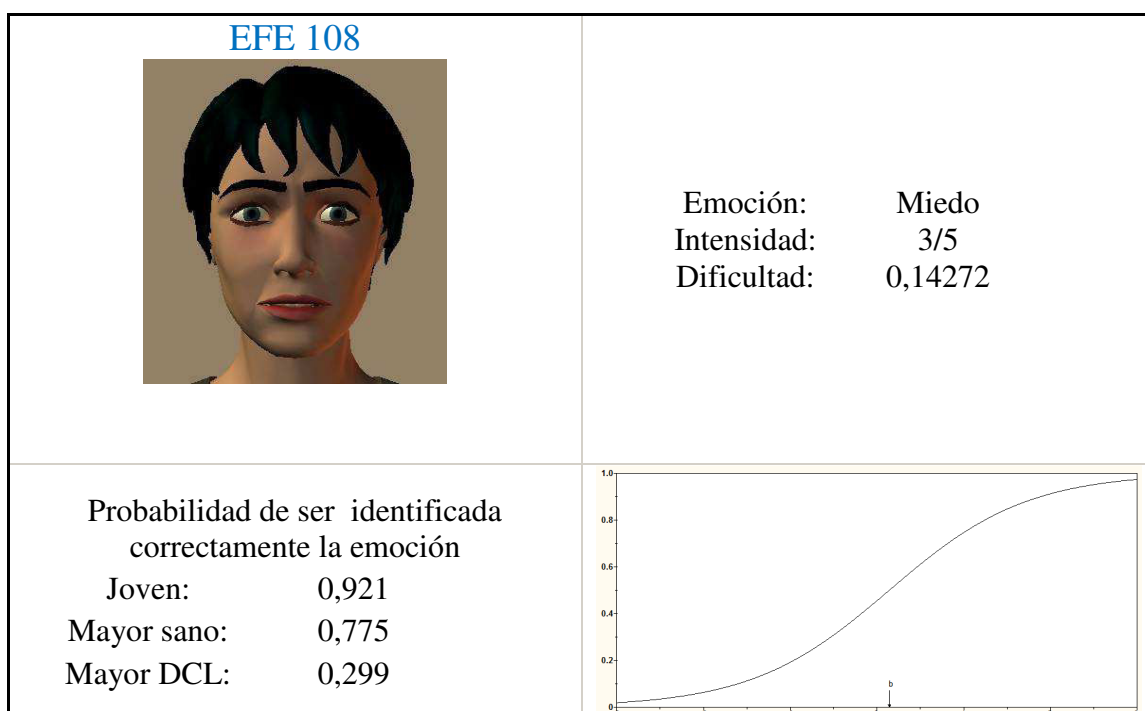 EFE 108
Emoción: Miedo
Intensidad: 3/5
Dificultad: 0,14272
Probabilidad de ser identificada
correctamente la emoción
Joven: 0,921
Mayor sano: 0,775
Mayor DCL: 0,299
1.0
0.8
0.6
0.4
0.2
0
b